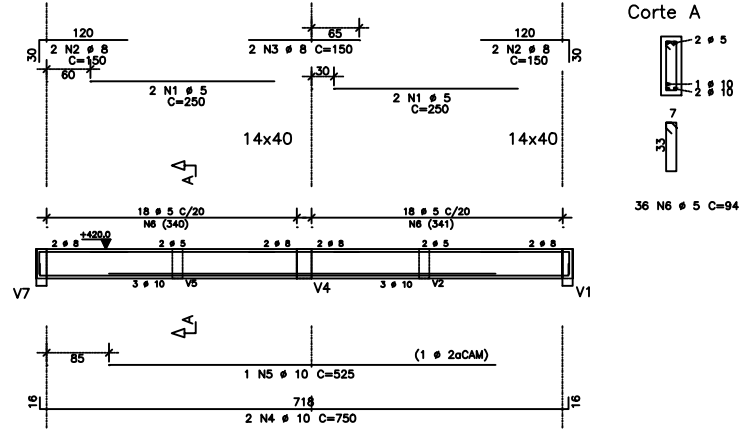 Corte A
120
65
120
30
2 N2 ø 8
C=150
2 N3 ø 8 C=150
2 N2 ø 8
C=150
30
2 ø 5
60
30
2 N1 ø 5
C=250
2 N1 ø 5
C=250
1 ø 10
2 ø 10
7
33
14x40
14x40
A
36 N6 ø 5 C=94
18 ø 5 C/20
N6 (340)
18 ø 5 C/20
N6 (341)
+420.0
2 ø 8
2 ø 5
2 ø 8
2 ø 5
2 ø 8
V7
3 ø 10
V5
V4
3 ø 10
V2
V1
A
85
(1 ø 2aCAM)
1 N5 ø 10 C=525
16
718
16
2 N4 ø 10 C=750